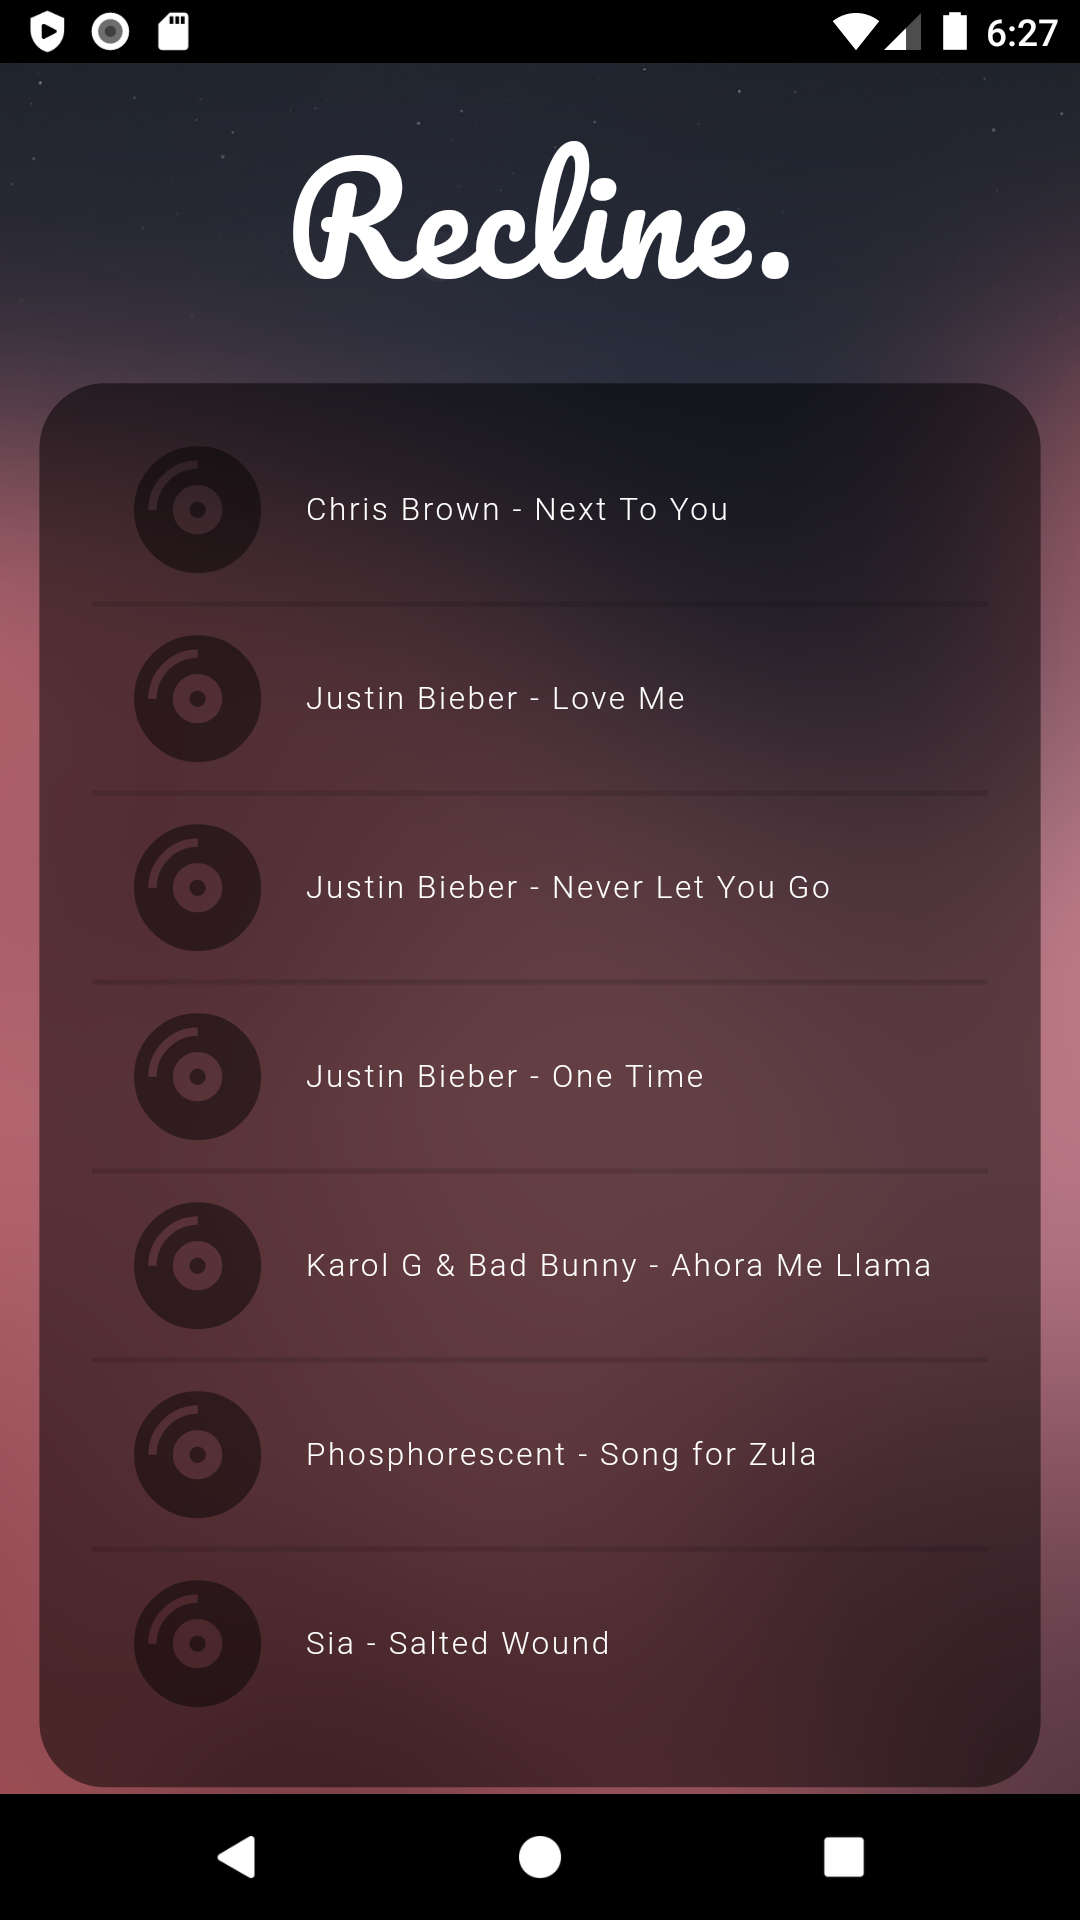 6:27
Recline.
Chris Brown - Next To You
Justin Bieber - Love Me
Justin Bieber - Never Let You Go
Justin Bieber - One Time
Karol G & Bad Bunny - Ahora Me Llama
Phosphorescent - Song for Zula
Sia - Salted Wound